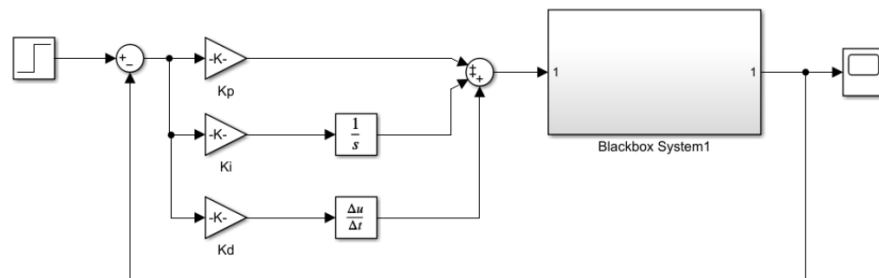 +
−
-K-
Kp
+
+
+
1
1
Blackbox System1
-K-
Ki
1
s
-K-
Kd
Δu
Δt